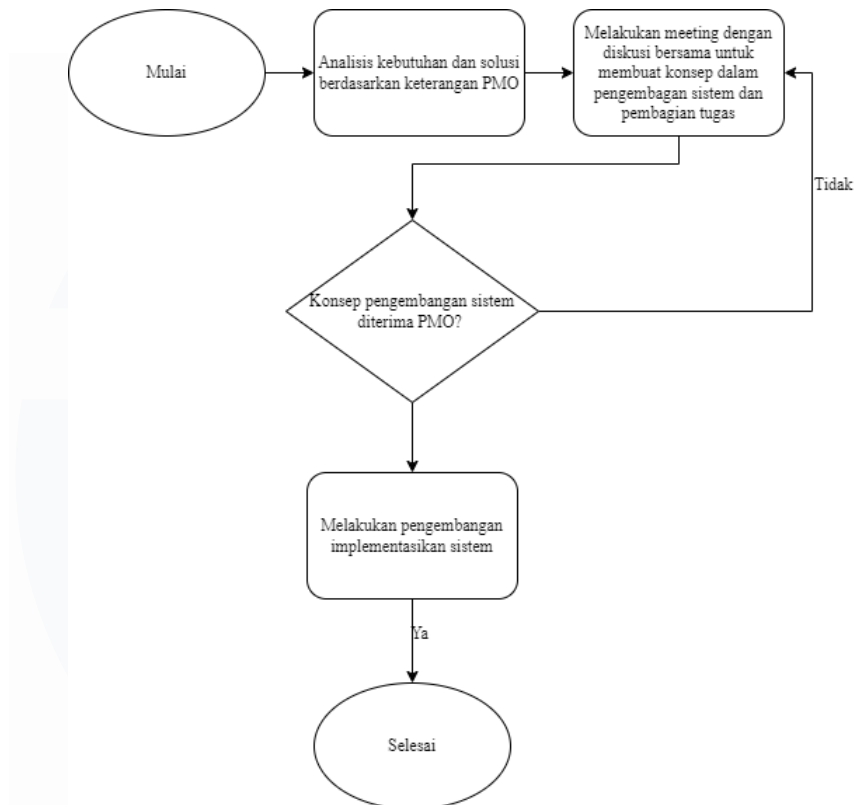 Mulai
Analisis kebutuhan dan solusi
berdasarkan keterangan PMO
Melakukan meeting dengan
diskusi bersama untuk
membuat konsep dalam
pengembagan sistem dan
pembagian tugas
Tidak
Konsep pengembangan sistem
diterima PMO?
Melakukan pengembangan
implementasikan sistem
Ya
Selesai